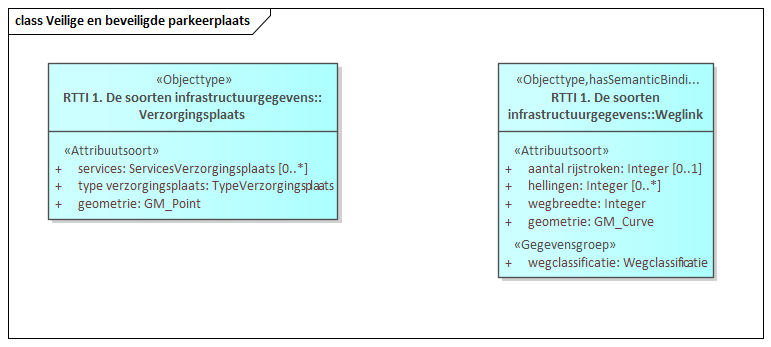 class Veilige en beveiligde parkeerplaats
«Objecttype»
RTTI 1. De soorten infrastructuurgegevens::
Verzorgingsplaats
«Attribuutsoort»
+ services: ServicesVerzorgingsplaats [0..*]
+ type verzorgingsplaats: TypeVerzorgingsplaats
+ geometrie: GM_Point
«Objecttype,hasSemanticBindi...
RTTI 1. De soorten
infrastructuurgegevens::Weglink
«Attribuutsoort»
+ aantal rijstroken: Integer [0..1]
+ hellingen: Integer [0..*]
+ wegbreedte: Integer
+ geometrie: GM_Curve
«Gegevensgroep»
+ wegclassificatie: Wegclassificatie